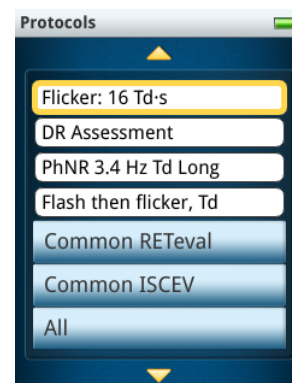 Protocols
Flicker: 16 Td·s
DR Assessment
PhNR 3.4 Hz Td Long
Flash then flicker, Td
Common RETeval
Common ISCEV
All